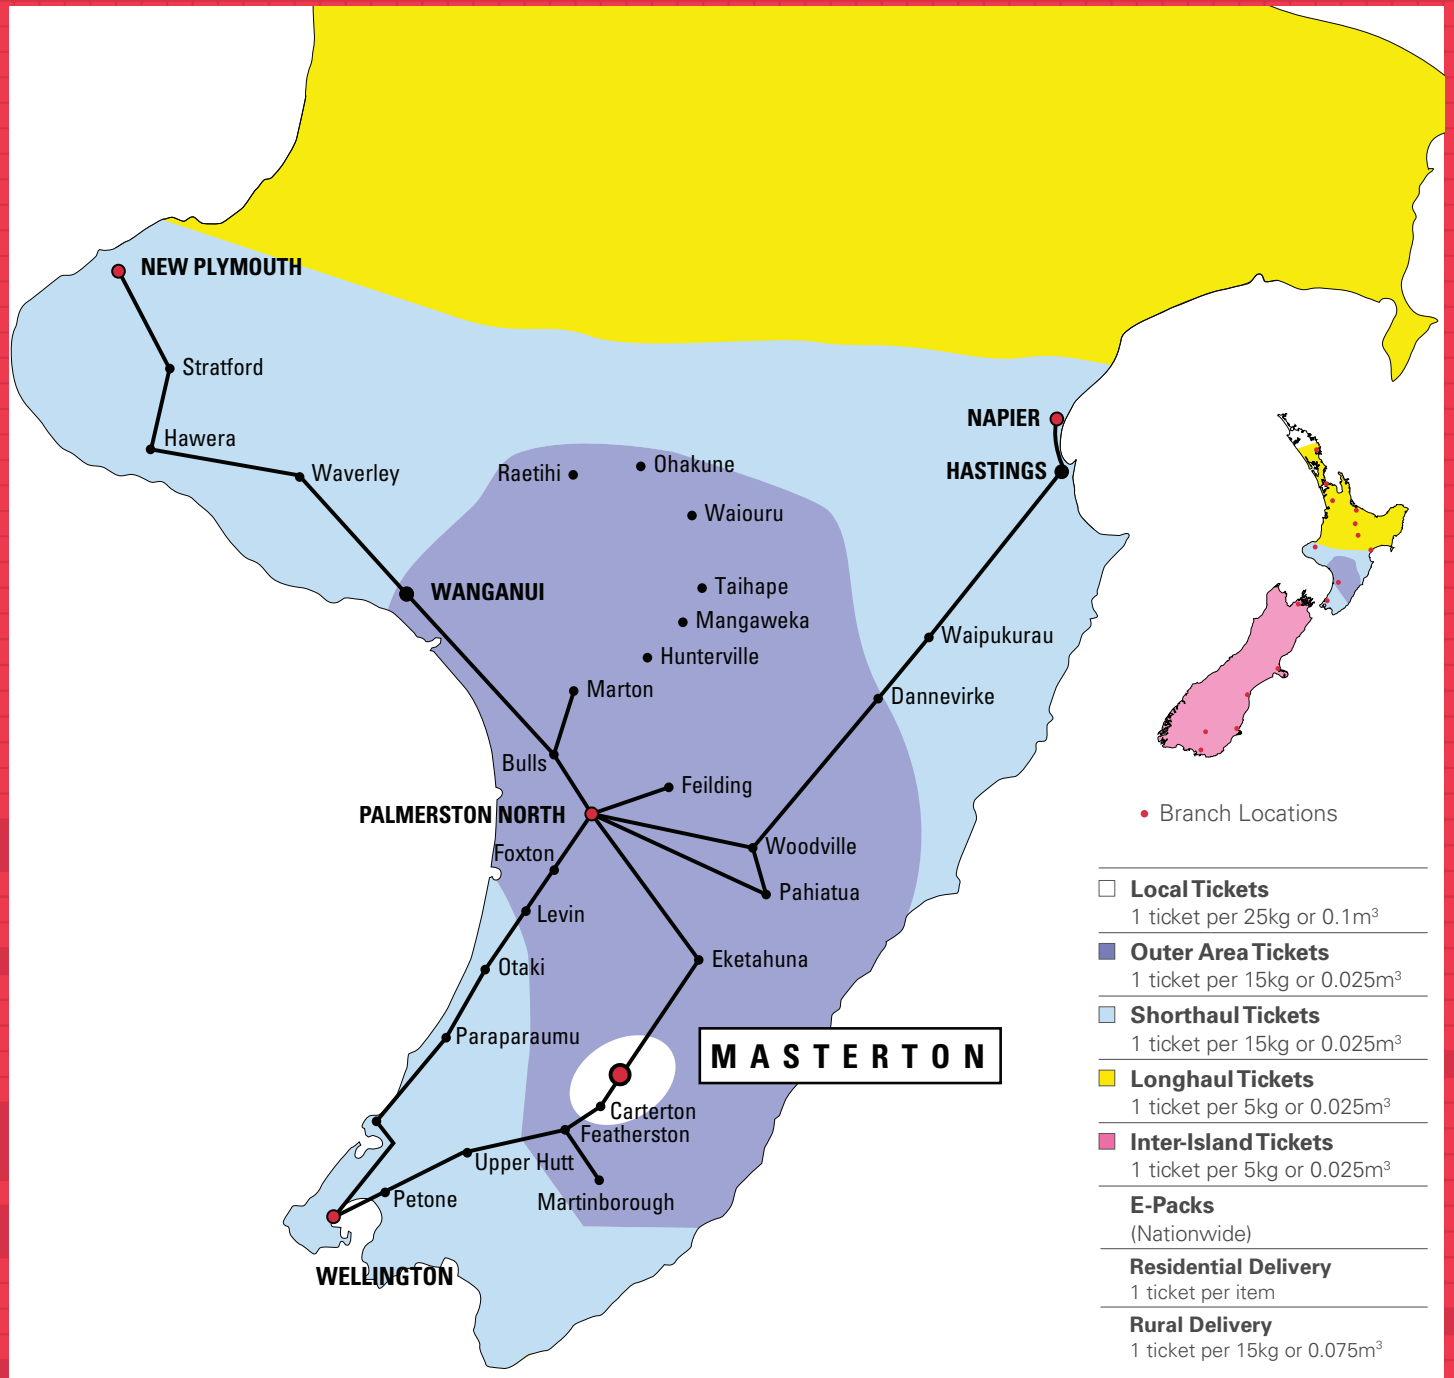 NEW PLYMOUTH
Stratford
Hawera
Waverley
NAPIER
HASTINGS
Raetihi
Ohakune
Waiouru
WANGANUI
Taihape
Mangaweka
Hunterville
Waipukurau
Marton
Dannevirke
Bulls
Feilding
PALMERSTON NORTH
Foxton
Woodville
Pahiatua
Levin
Otaki
Eketahuna
Paraparaumu
MASTERTON
Carterton
Featherston
Upper Hutt
Petone
Martinborough
WELLINGTON
Branch Locations
Local Tickets
1 ticket per 25kg or 0.1m³
Outer Area Tickets
1 ticket per 15kg or 0.025m³
Shorthaul Tickets
1 ticket per 15kg or 0.025m³
Longhaul Tickets
1 ticket per 5kg or 0.025m³
Inter-Island Tickets
1 ticket per 5kg or 0.025m³
E-Packs
(Nationwide)
Residential Delivery
1 ticket per item
Rural Delivery
1 ticket per 15kg or 0.075m³